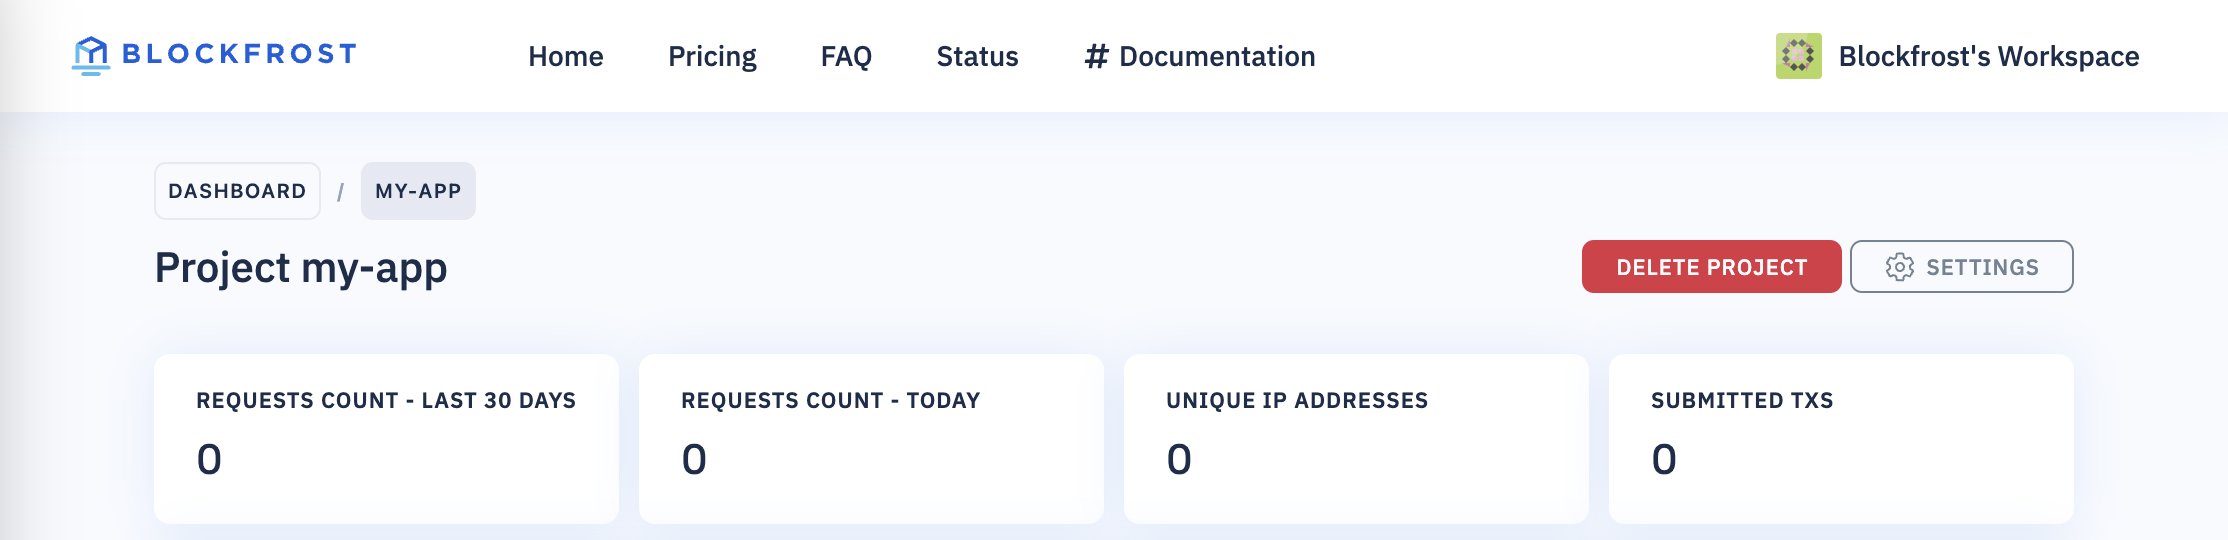 BLOCKFROST Home Pricing FAQ Status # Documentation Blockfrost's Workspace
DASHBOARD / MY-APP
Project my-app DELETE PROJECT SETTINGS
REQUESTS COUNT - LAST 30 DAYS
0
REQUESTS COUNT - TODAY
0
UNIQUE IP ADDRESSES
0
SUBMITTED TXS
0